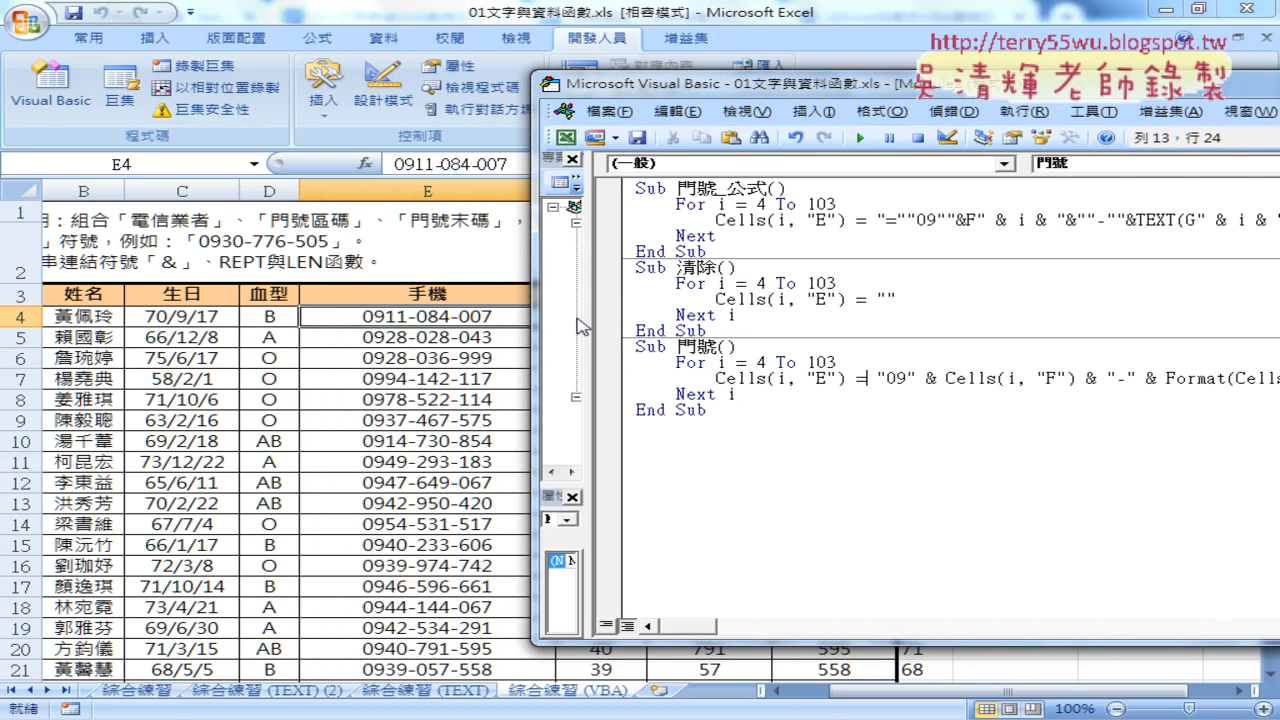 01文字與資料函數.xls [相容模式] - Microsoft Excel
常用 插入 版面配置 公式 資料 校閱 檢視 開發人員 增益集
http://terry55wu.blogspot.tw
吳清輝老師錄製
Visual Basic 巨集 錄製巨集 以相對位置錄製 巨集安全性 程式碼
插入 設計模式 屬性 檢視程式碼 執行對話方塊 控制項
Microsoft Visual Basic - 01文字與資料函數.xls - [Mo
檔案(F) 編輯(E) 檢視(V) 插入(I) 格式(O) 偵錯(D) 執行(R) 工具(T) 增益集(A) 視窗(W)
列 13, 行 24
E4 fx 0911-084-007
(一般) 門號
B C D E
1 用：組合「電信業者」、「門號區碼」、「門號末碼」，
」符號，例如：「0930-776-505」。
2 串連結符號「&」、REPT與LEN函數。
3 姓名 生日 血型 手機
4 黃佩玲 70/9/17 B 0911-084-007
5 賴國彰 66/12/8 A 0928-028-043
6 詹琬婷 75/6/17 O 0928-036-999
7 楊堯典 58/2/1 O 0994-142-117
8 姜雅琪 71/10/6 O 0978-522-114
9 陳毅聰 63/2/16 O 0937-467-575
10 湯千葦 69/2/18 AB 0914-730-854
11 柯昆宏 73/12/22 A 0949-293-183
12 李東益 65/6/11 AB 0947-649-067
13 洪秀芳 70/2/22 AB 0942-950-420
14 梁書維 67/7/4 O 0954-531-517
15 陳沅竹 66/1/17 B 0940-233-606
16 劉珈妤 72/3/8 O 0939-974-742
17 顏逸琪 71/10/14 B 0946-596-661
18 林宛霓 73/4/21 A 0944-144-067
19 郭雅芬 69/6/30 A 0942-534-291
20 方鈞儀 71/3/15 AB 0940-791-595 40 791 595 71
21 黃馨慧 68/5/5 B 0939-057-558 39 57 558 68
Sub 門號_公式()
For i = 4 To 103
Cells(i, "E") = "=""09""&F" & i & "&""-""&TEXT(G" & i &
Next
End Sub
Sub 清除()
For i = 4 To 103
Cells(i, "E") = ""
Next i
End Sub
Sub 門號()
For i = 4 To 103
Cells(i, "E") = "09" & Cells(i, "F") & "-" & Format(Cells
Next i
End Sub
綜合練習 綜合練習 (TEXT) (2) 綜合練習 (TEXT) 綜合練習 (VBA)
就緒 100%